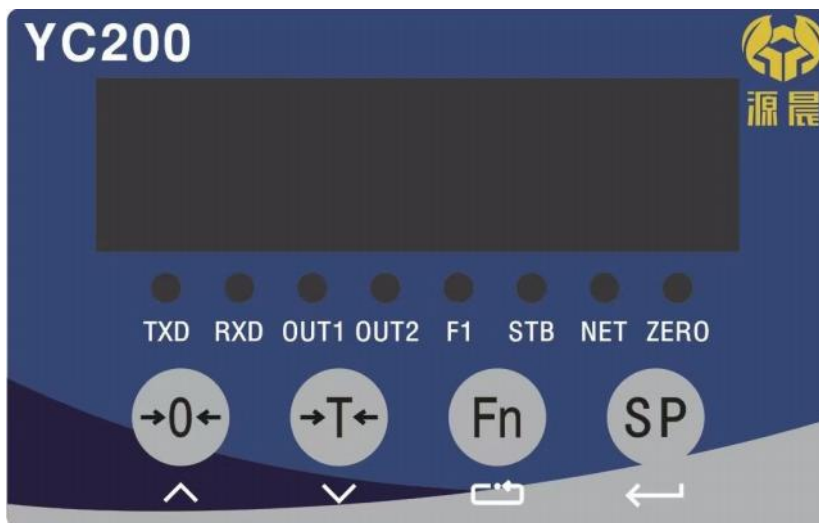 YC200
源晨
TXD RXD OUT1 OUT2 F1 STB NET ZERO
→0← →T← Fn SP